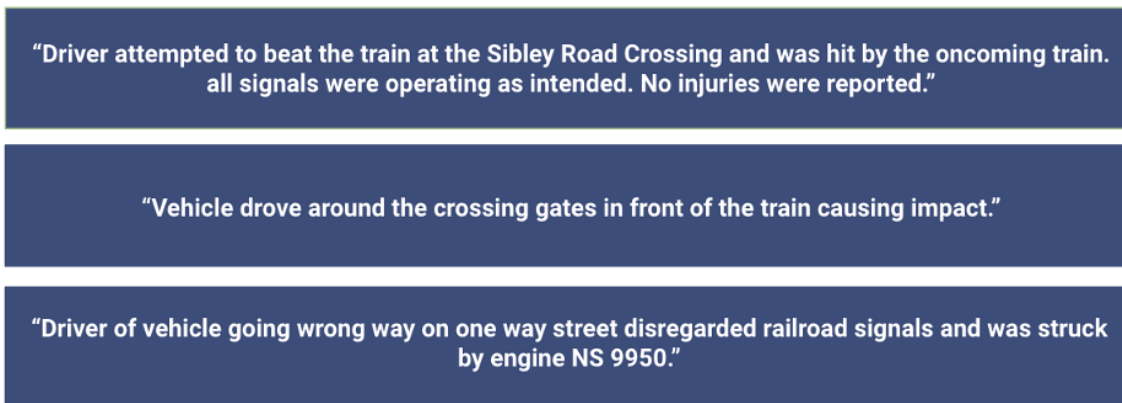 “Driver attempted to beat the train at the Sibley Road Crossing and was hit by the oncoming train.
all signals were operating as intended. No injuries were reported.”
“Vehicle drove around the crossing gates in front of the train causing impact.”
“Driver of vehicle going wrong way on one way street disregarded railroad signals and was struck
by engine NS 9950.”